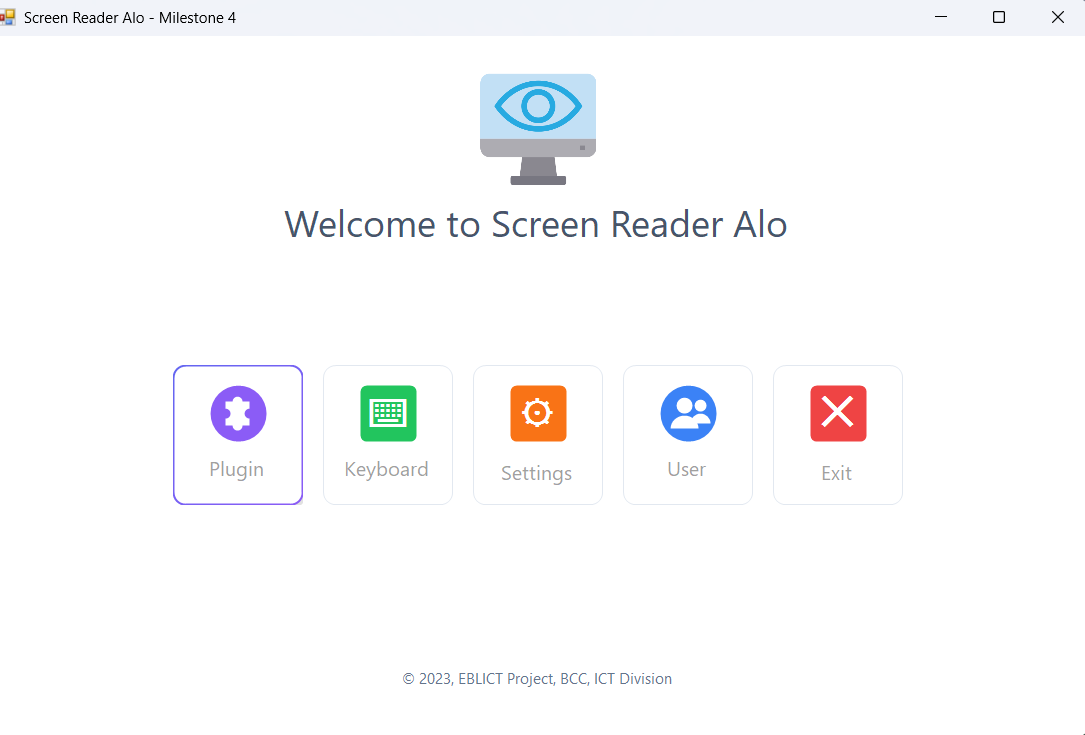 Screen Reader Alo - Milestone 4
Welcome to Screen Reader Alo
Plugin
Keyboard
Settings
User
Exit
© 2023, EBLICT Project, BCC, ICT Division